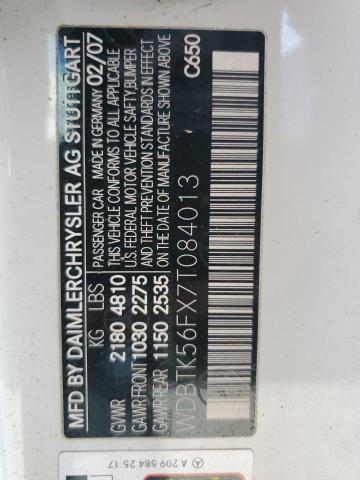 MFD BY DAIMLERCHRYSLER AG STUTTGART
KG LBS PASSENGER CAR MADE IN GERMANY 02/07
GVWR 2180 4810 THIS VEHICLE CONFORMS TO ALL APPLICABLE
GAWR FRONT 1030 2275 U.S. FEDERAL MOTOR VEHICLE SAFTY, BUMPER
GAWR REAR 1150 2535 AND THEFT PREVENTION STANDARDS IN EFFECT
ON THE DATE OF MANUFACTURE SHOWN ABOVE.
C650
WDBTK56FX7T084013
A 209 584 25 17